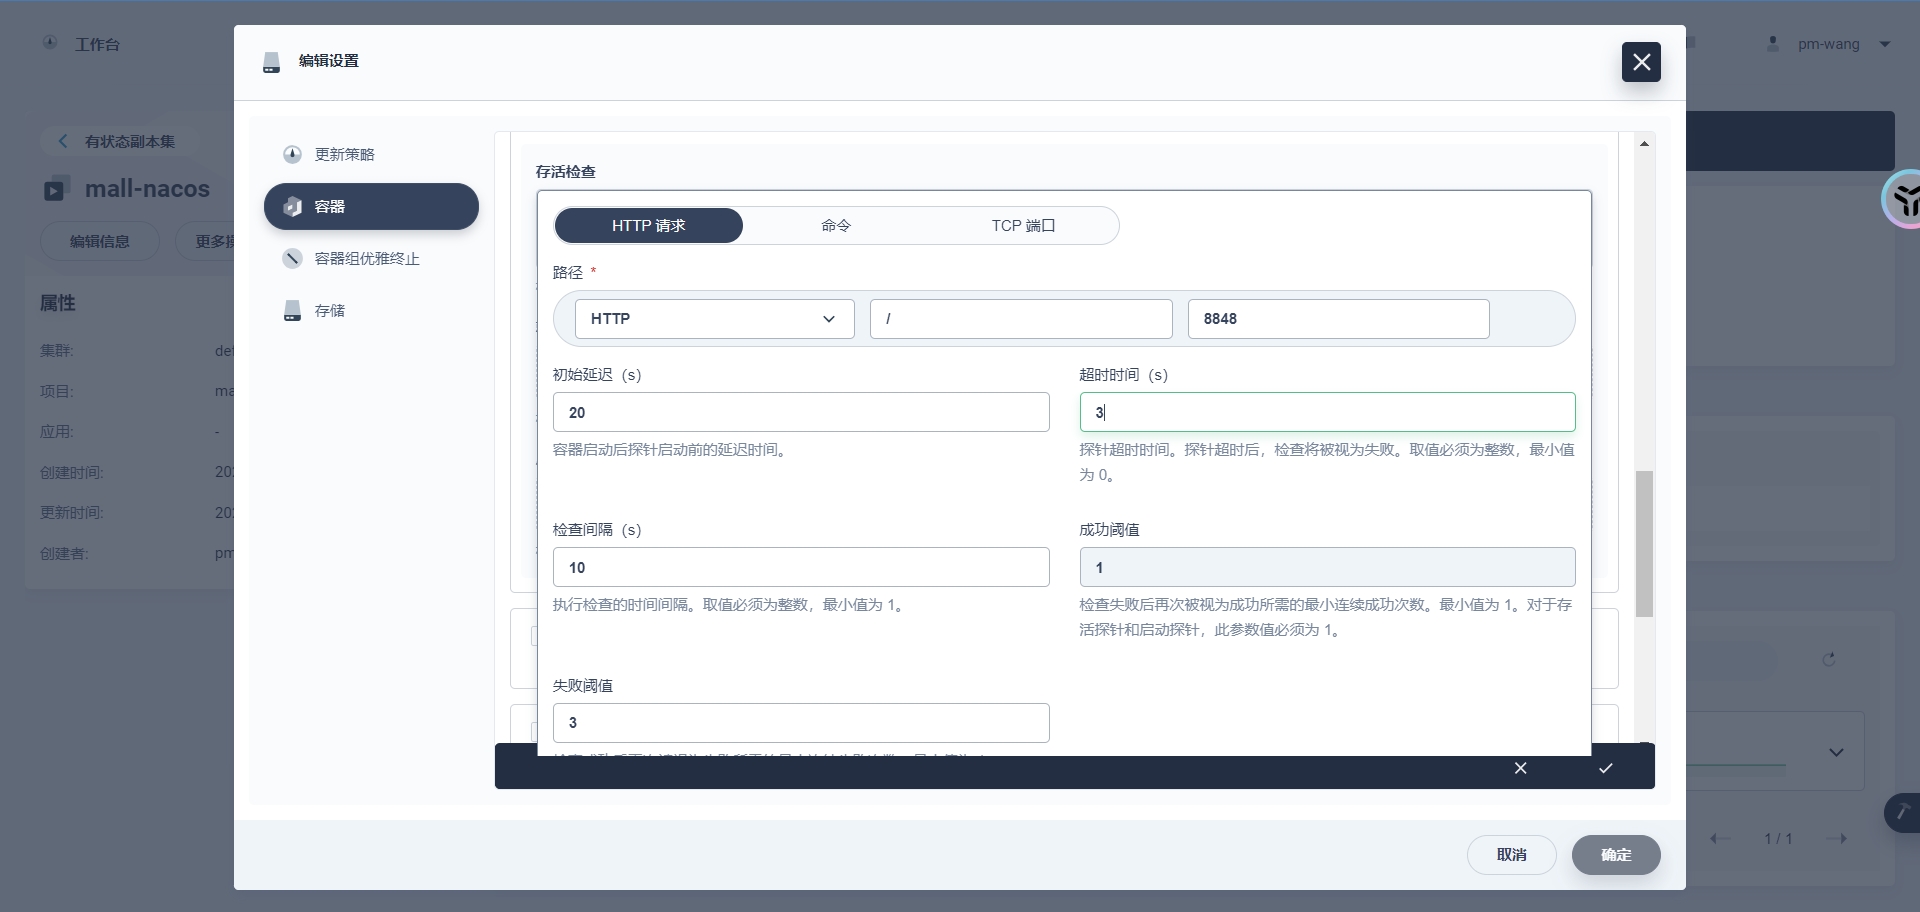 工作台
pm-wang
编辑设置
有状态副本集
mall-nacos
编辑信息
更多
属性
集群:
def
项目:
ma
应用:
-
创建时间:
202
更新时间:
202
创建者:
pm
更新策略
容器
容器组优雅终止
存储
存活检查
HTTP 请求
命令
TCP 端口
路径 *
HTTP
/
8848
初始延迟（s）
超时时间（s）
20
3
容器启动后探针启动前的延迟时间。
探针超时时间。探针超时后，检查将被视为失败。取值必须为整数，最小值
为 0。
检查间隔（s）
成功阈值
10
1
执行检查的时间间隔。取值必须为整数，最小值为 1。
检查失败后再次被视为成功所需的最小连续成功次数。最小值为 1。对于存
活探针和启动探针，此参数值必须为 1。
失败阈值
3
1 / 1
取消
确定